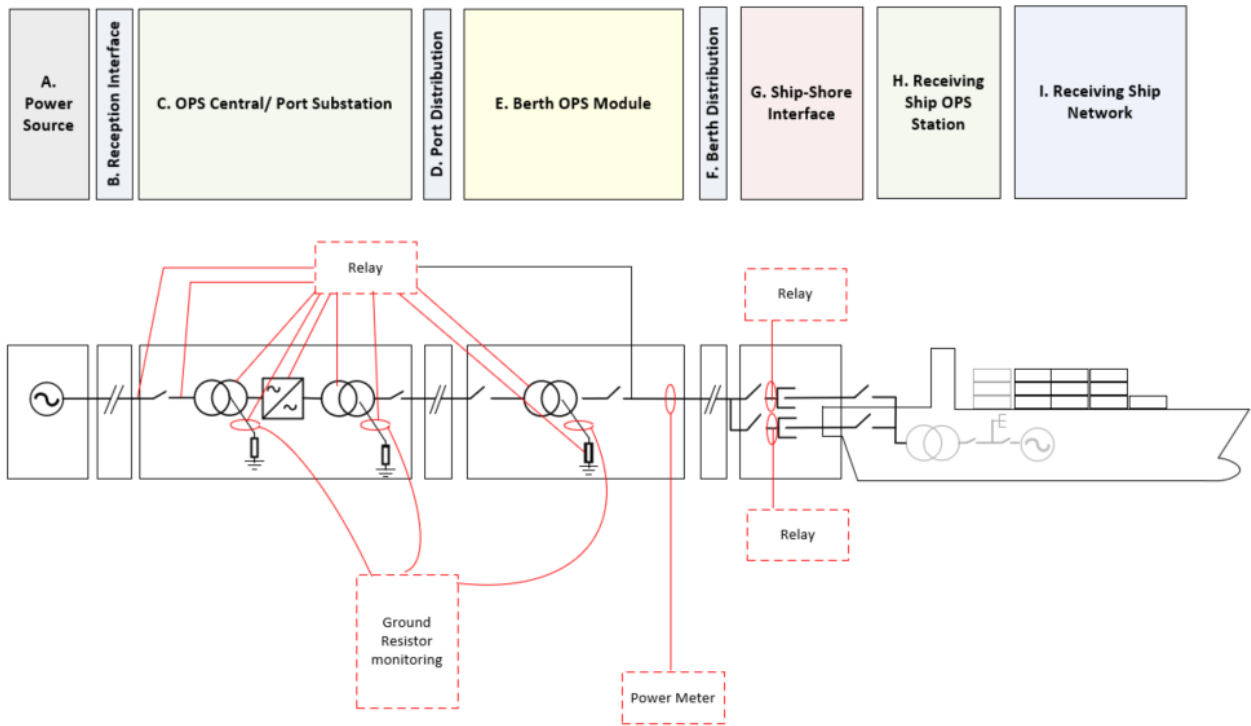 A.
Power
Source
B. Reception Interface
C. OPS Central/ Port Substation
D. Port Distribution
E. Berth OPS Module
F. Berth Distribution
G. Ship-Shore
Interface
H. Receiving
Ship OPS
Station
I. Receiving Ship
Network
Relay
Relay
E
Relay
Ground
Resistor
monitoring
Power Meter